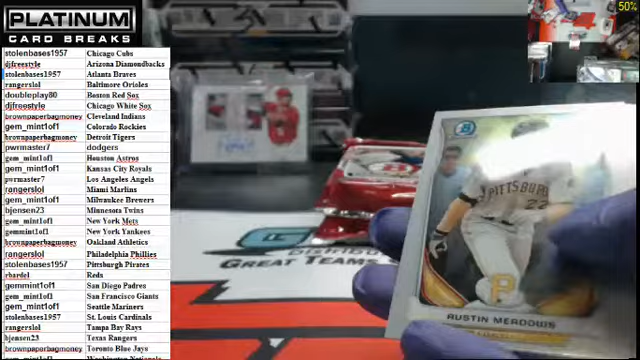 PLATINUM
CARD BREAKS
stolenbases1957 Chicago Cubs
djfreestyle Arizona Diamondbacks
stolenbases1957 Atlanta Braves
rangerslol Baltimore Orioles
doubleplay80 Boston Red Sox
djfreestyle Chicago White Sox
brownpaperbagmoney Cleveland Indians
gem_mint1of1 Colorado Rockies
brownpaperbagmoney Detroit Tigers
pwrmaster7 dodgers
gem_mint1of1 Houston Astros
gem_mint1of1 Kansas City Royals
pwrmaster7 Los Angeles Angels
rangerslol Miami Marlins
gem_mint1of1 Milwaukee Brewers
bjensen23 Minnesota Twins
gem_mint1of1 New York Mets
gemmint1of1 New York Yankees
brownpaperbagmoney Oakland Athletics
rangerslol Philadelphia Phillies
stolenbases1957 Pittsburgh Pirates
rbardel Reds
gemmint1of1 San Diego Padres
gem_mint1of1 San Francisco Giants
gem_mint1of1 Seattle Mariners
stolenbases1957 St. Louis Cardinals
rangerslol Tampa Bay Rays
bjensen23 Texas Rangers
brownpaperbagmoney Toronto Blue Jays
gem_mint1of1 Washington Nationals
50%
PITTSBURG
22
P
AUSTIN MEADOWS
GREAT TEAM